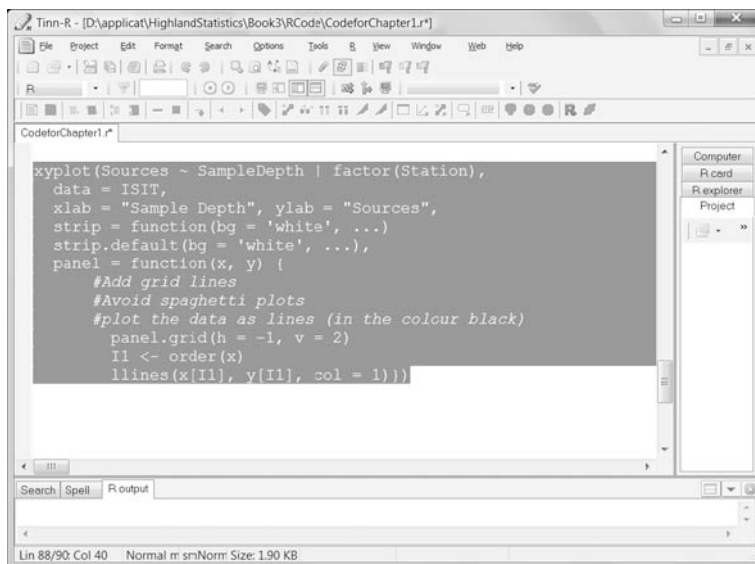 Tinn-R - [D:\applicat\HighlandStatistics\Book3\RCode\CodeforChapter1.r*]
File Project Edit Format Search Options Tools R View Window Web Help
R
CodeforChapter1.r*
xyplot(Sources ~ SampleDepth | factor(Station),
data = ISIT,
xlab = "Sample Depth", ylab = "Sources",
strip = function(bg = 'white', ...)
strip.default(bg = 'white', ...),
panel = function(x, y) {
#Add grid lines
#Avoid spaghetti plots
#plot the data as lines (in the colour black)
panel.grid(h = -1, v = 2)
I1 <- order(x)
llines(x[I1], y[I1], col = 1)})
Computer
R card
R explorer
Project
Search Spell R output
Lin 88/90: Col 40 Normal m smNorm Size: 1.90 KB